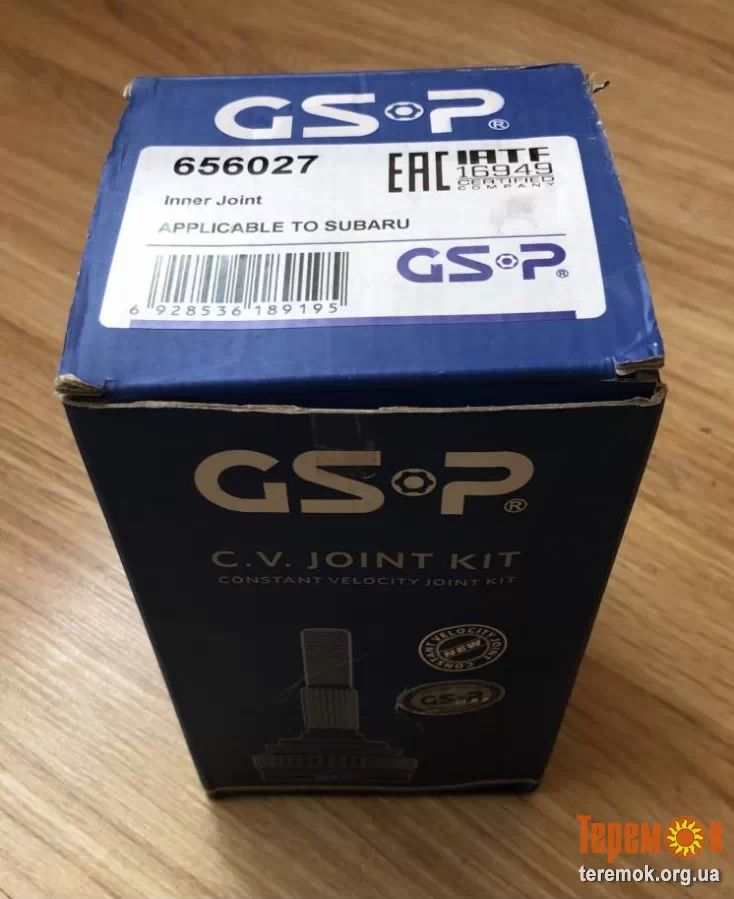 GS·P®
656027
EAC
IATF
16949
CERTIFIED
COMPANY
Inner Joint
APPLICABLE TO SUBARU
GS·P®
6 928536 189195
GS·P®
C.V. JOINT KIT
CONSTANT VELOCITY JOINT KIT
CONSTANT VELOCITY JOINT
NEW
GS·P
Теремок
teremok.org.ua